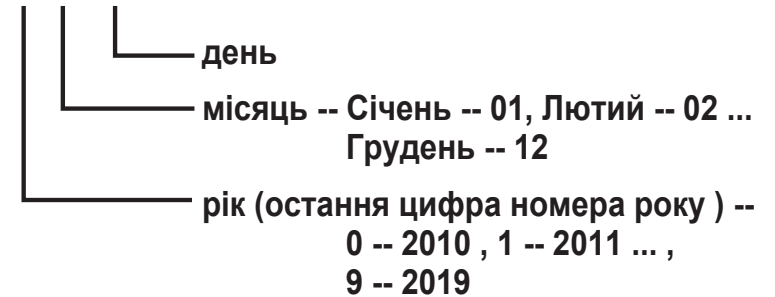 день
місяць -- Січень -- 01, Лютий -- 02 ...
Грудень -- 12
рік (остання цифра номера року ) --
0 -- 2010 , 1 -- 2011 ... ,
9 -- 2019